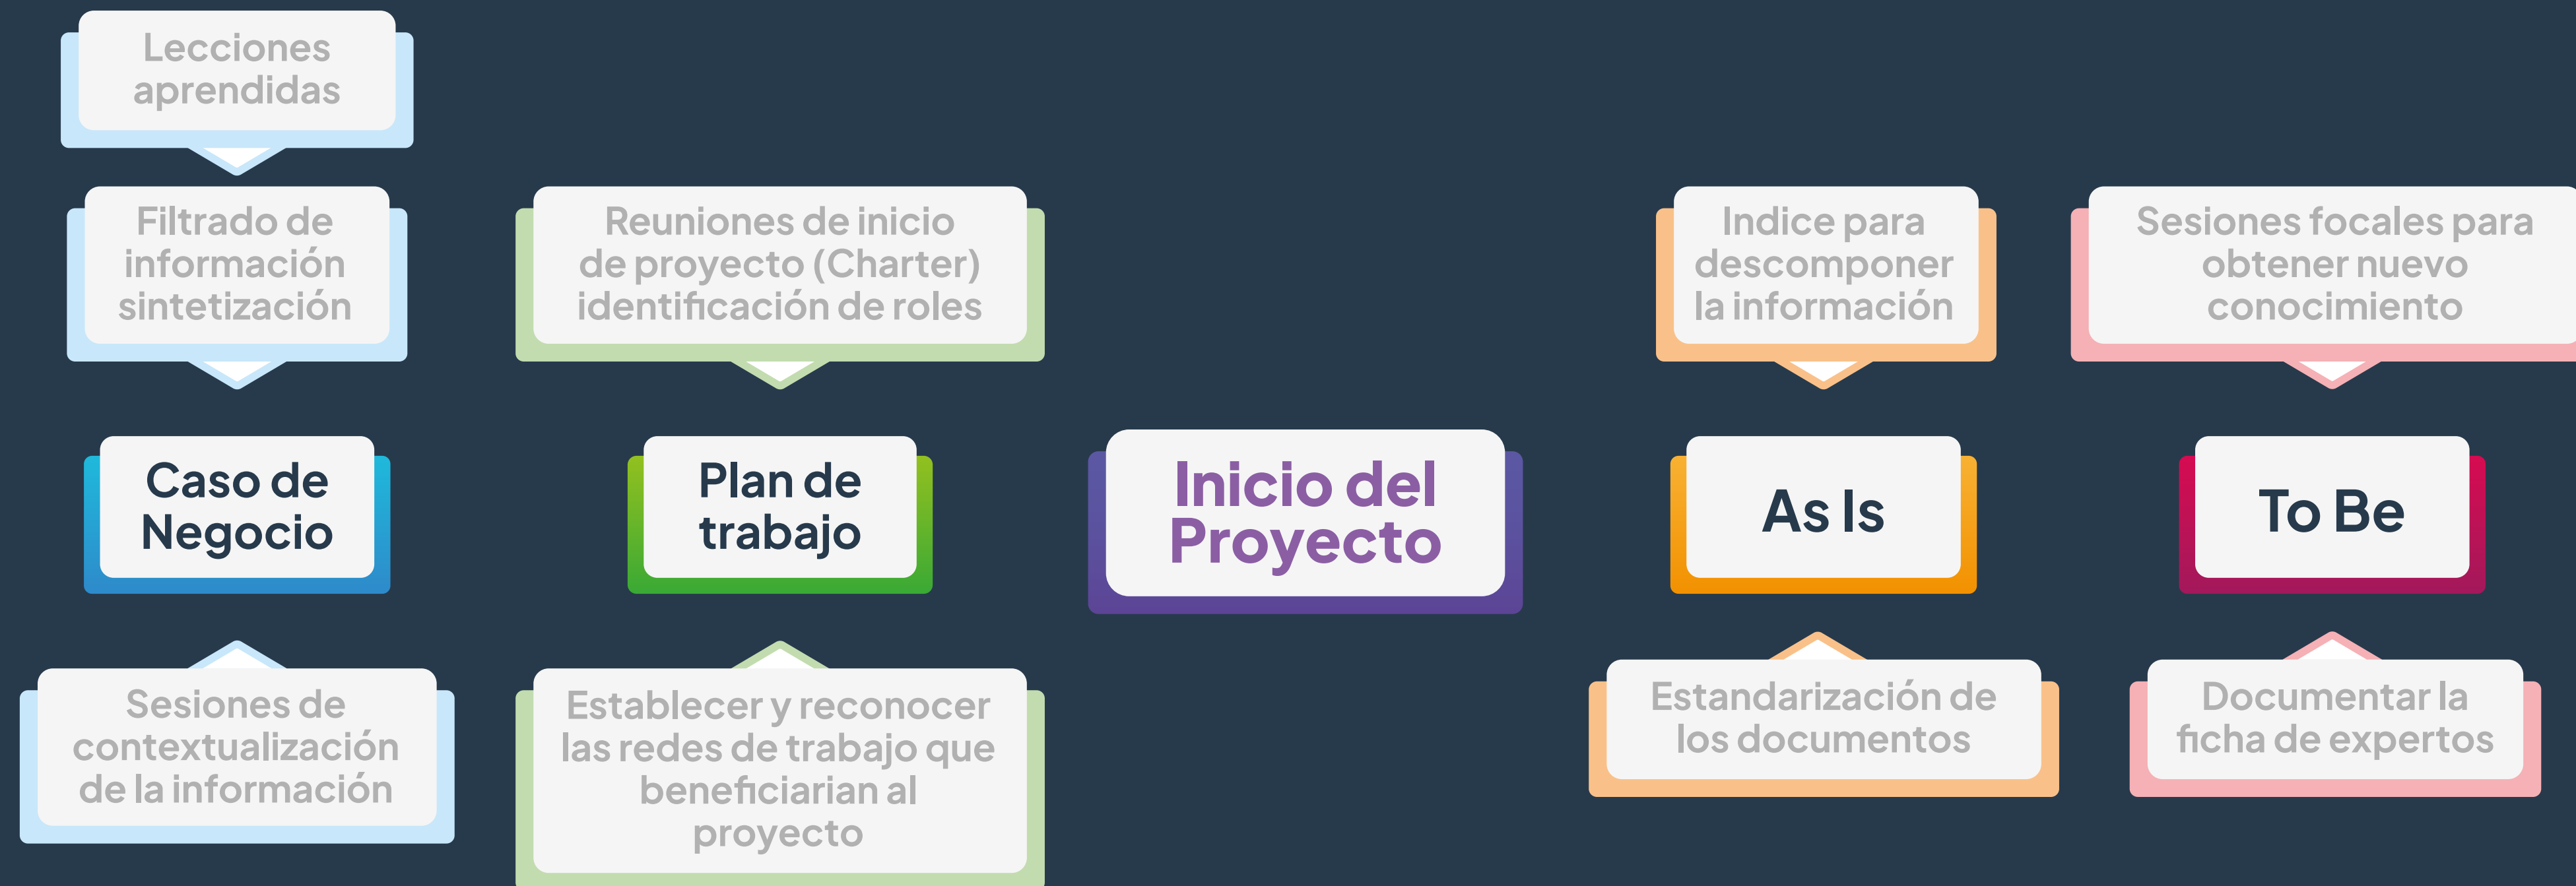 Lecciones
aprendidas
Filtrado de
información
sintetización
Caso de
Negocio
Sesiones de
contextualización
de la información
Reuniones de inicio
de proyecto (Charter)
identificación de roles
Plan de
trabajo
Establecer y reconocer
las redes de trabajo que
beneficiarian al
proyecto
Inicio del
Proyecto
Indice para
descomponer
la información
As Is
Estandarización de
los documentos
Sesiones focales para
obtener nuevo
conocimiento
To Be
Documentar la
ficha de expertos